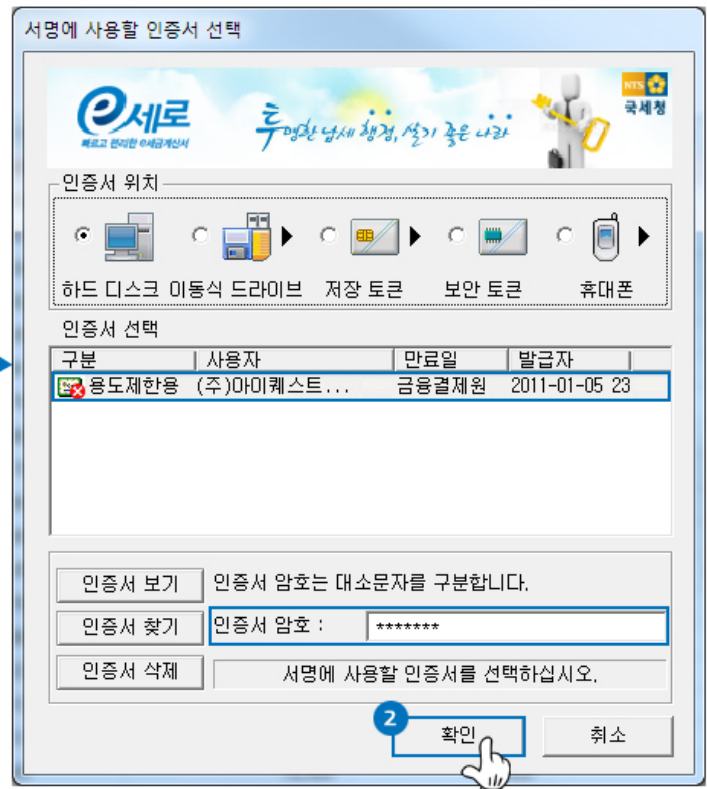 서명에 사용할 인증서 선택
e세로
빠르고 편리한 e세금계산서
투명한 납세 행정, 살기 좋은 나라
NTS
국세청
인증서 위치
하드 디스크 이동식 드라이브 저장 토큰 보안 토큰 휴대폰
인증서 선택
구분 사용자 만료일 발급자
용도제한용 (주)아이퀘스트... 금융결제원 2011-01-05 23
인증서 보기 인증서 암호는 대소문자를 구분합니다.
인증서 찾기 인증서 암호 : *******
인증서 삭제 서명에 사용할 인증서를 선택하십시오.
2
확인 취소